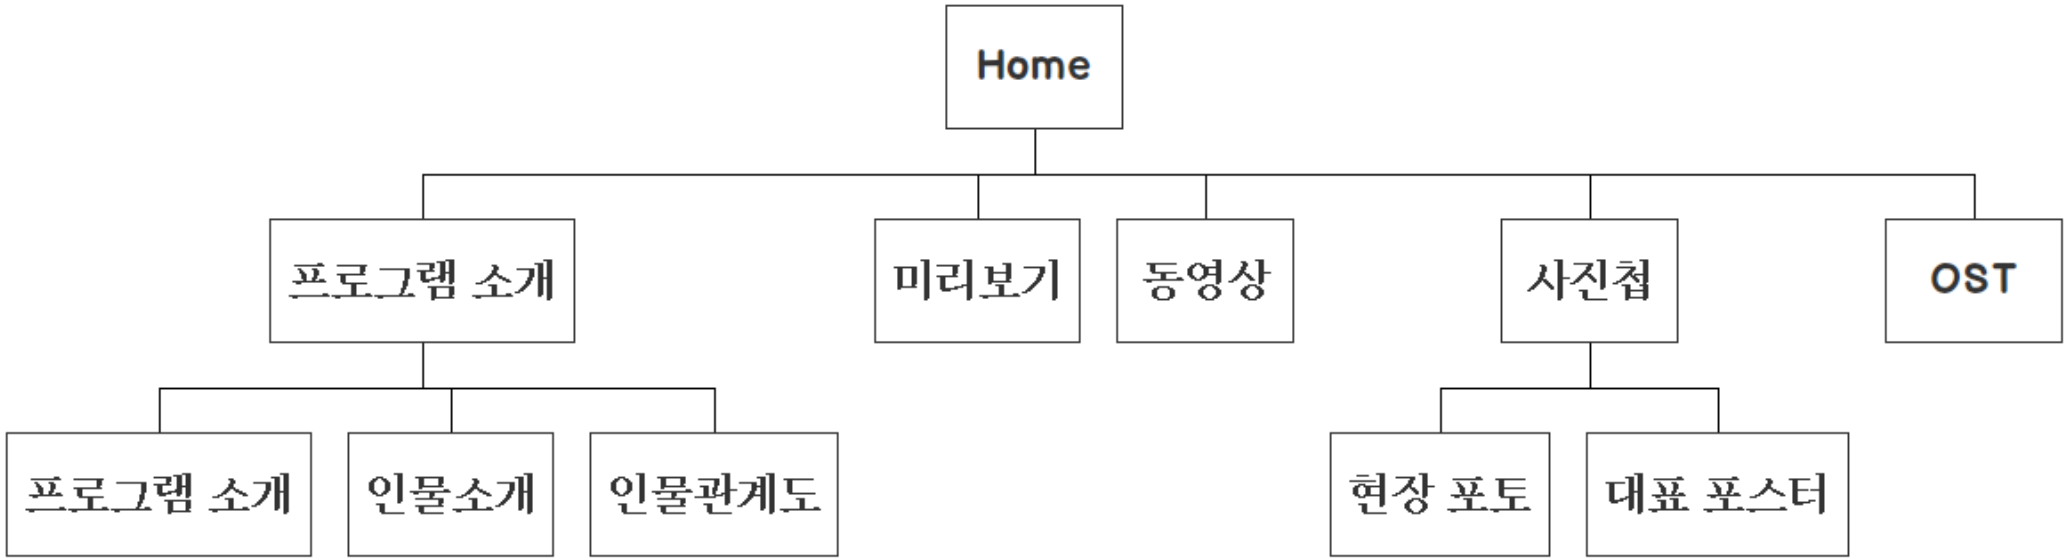 Home
프로그램 소개
미리보기
동영상
사진첩
OST
프로그램 소개
인물소개
인물관계도
현장 포토
대표 포스터